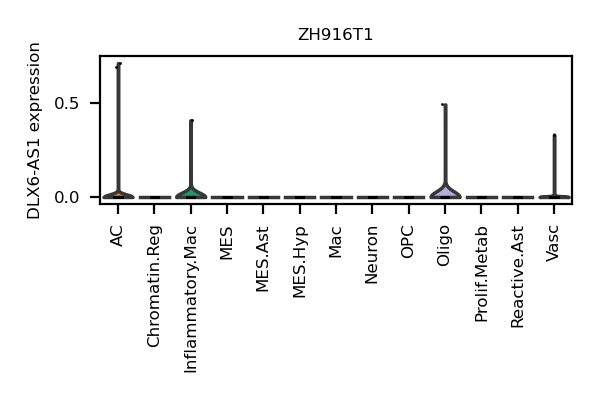 ZH916T1
DLX6-AS1 expression
0.5
0.0
AC
Chromatin.Reg
Inflammatory.Mac
MES
MES.Ast
MES.Hyp
Mac
Neuron
OPC
Oligo
Prolif.Metab
Reactive.Ast
Vasc